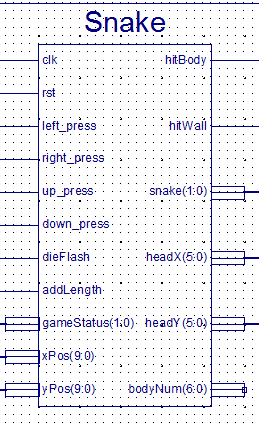 Snake
clk hitBody
rst
left_press hitWall
right_press
up_press snake(1:0)
down_press
dieFlash headX(5:0)
addLength
gameStatus(1:0) headY(5:0)
xPos(9:0)
yPos(9:0) bodyNum(6:0)